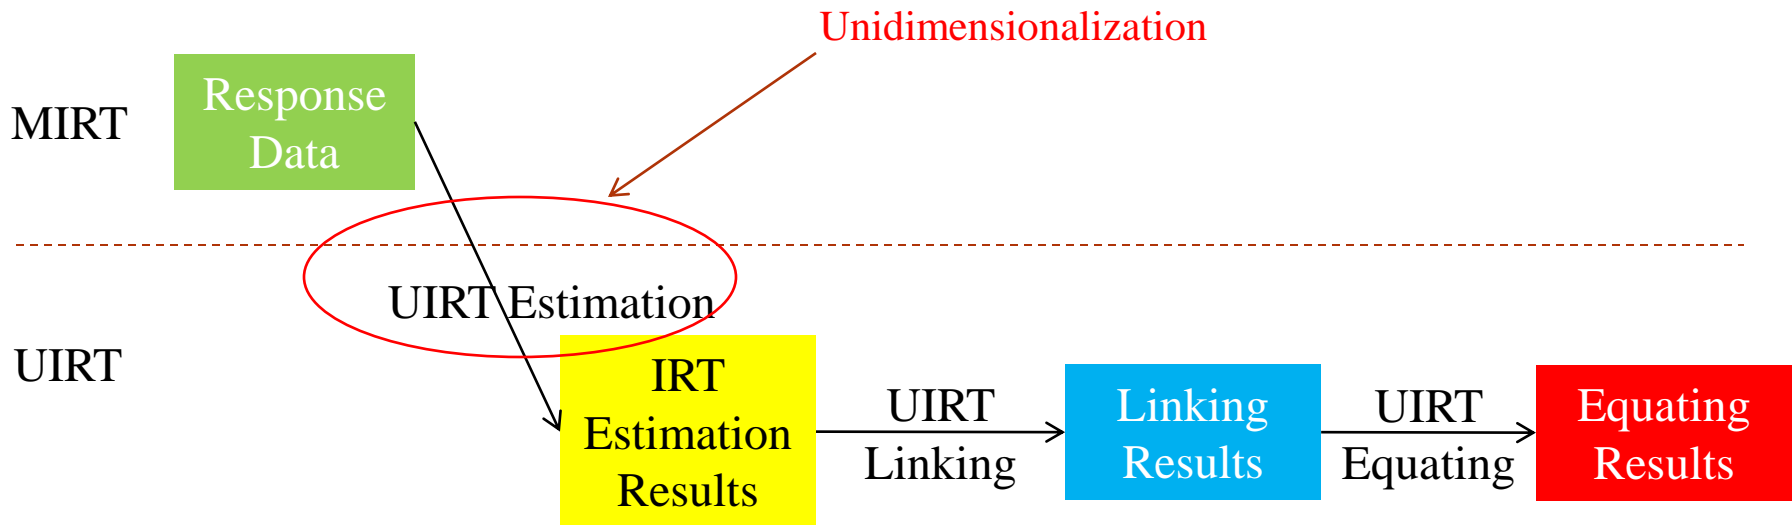 Unidimensionalization
MIRT
Response
Data
UIRT Estimation
UIRT
IRT
Estimation
Results
UIRT
Linking
Linking
Results
UIRT
Equating
Equating
Results